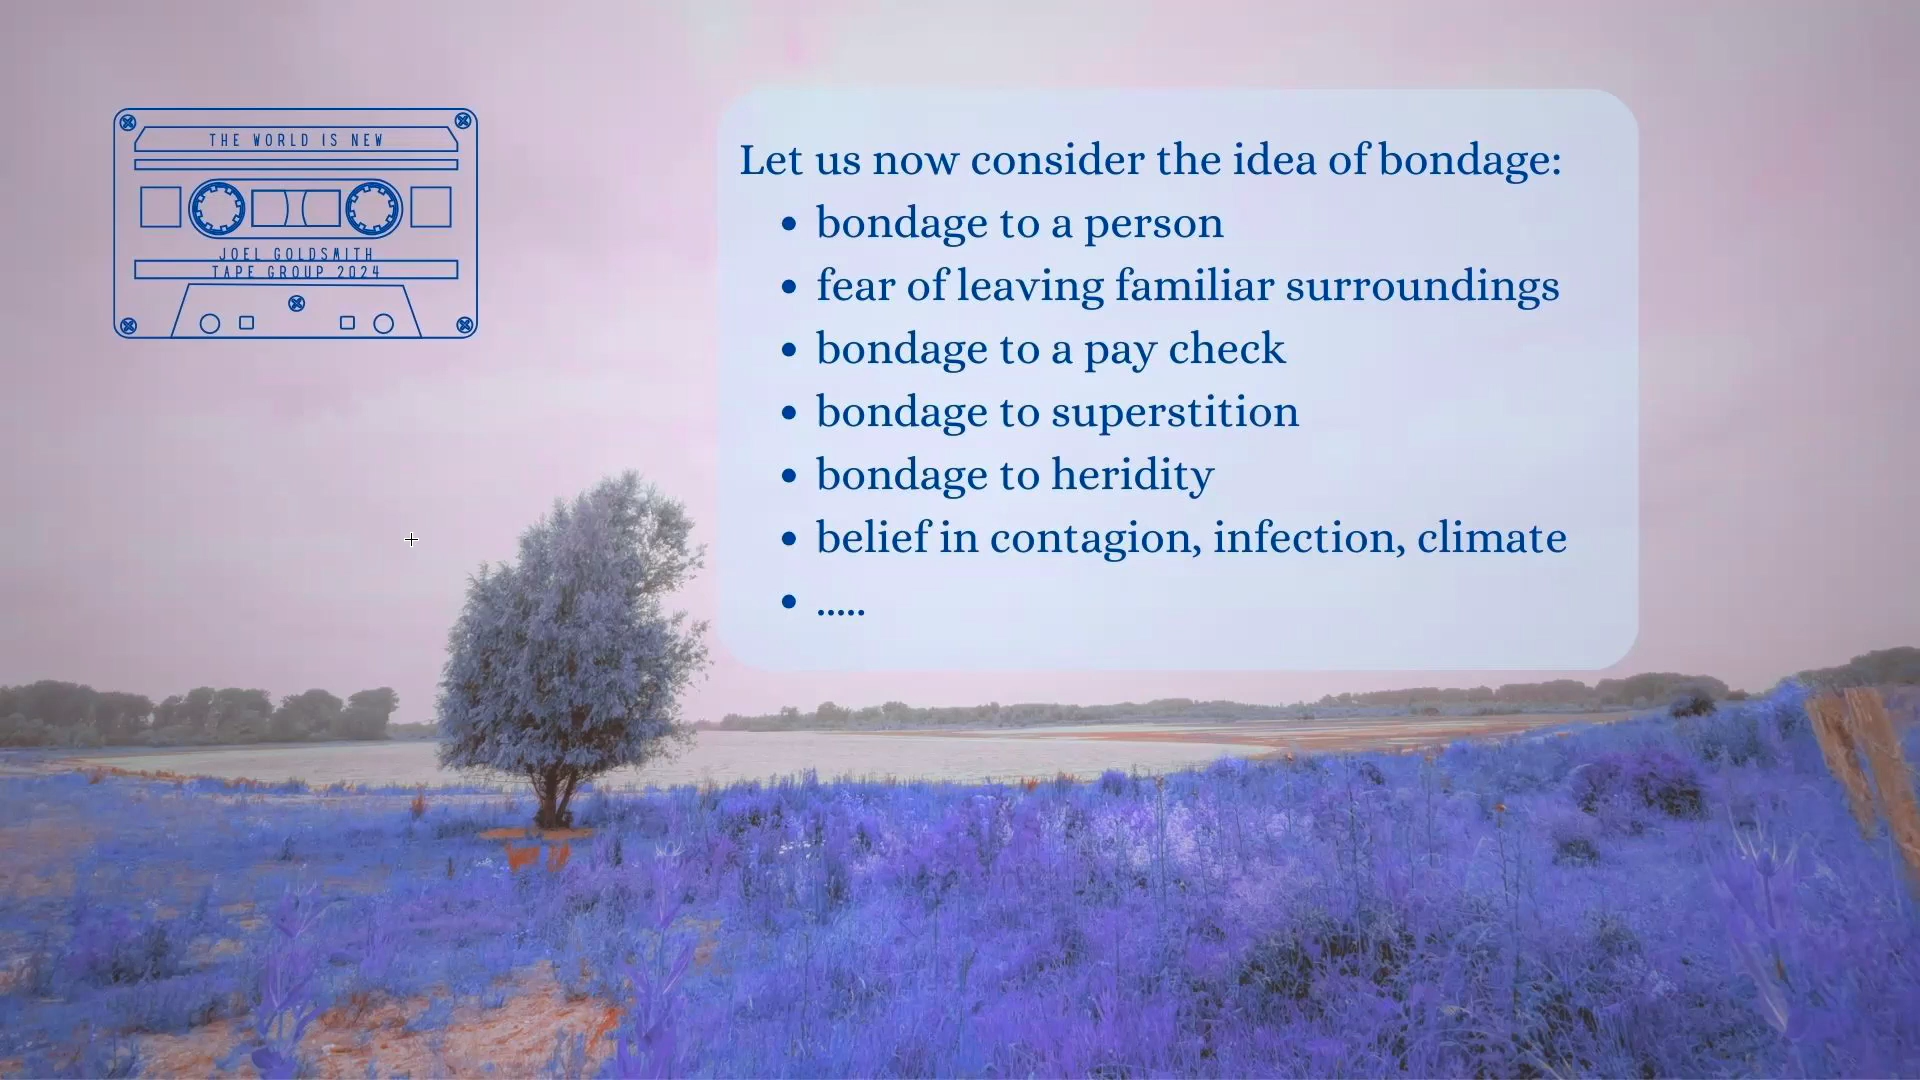 THE WORLD IS NEW
JOEL GOLDSMITH
TAPE GROUP 2024
Let us now consider the idea of bondage:
• bondage to a person
• fear of leaving familiar surroundings
• bondage to a pay check
• bondage to superstition
• bondage to heridity
• belief in contagion, infection, climate
• .....